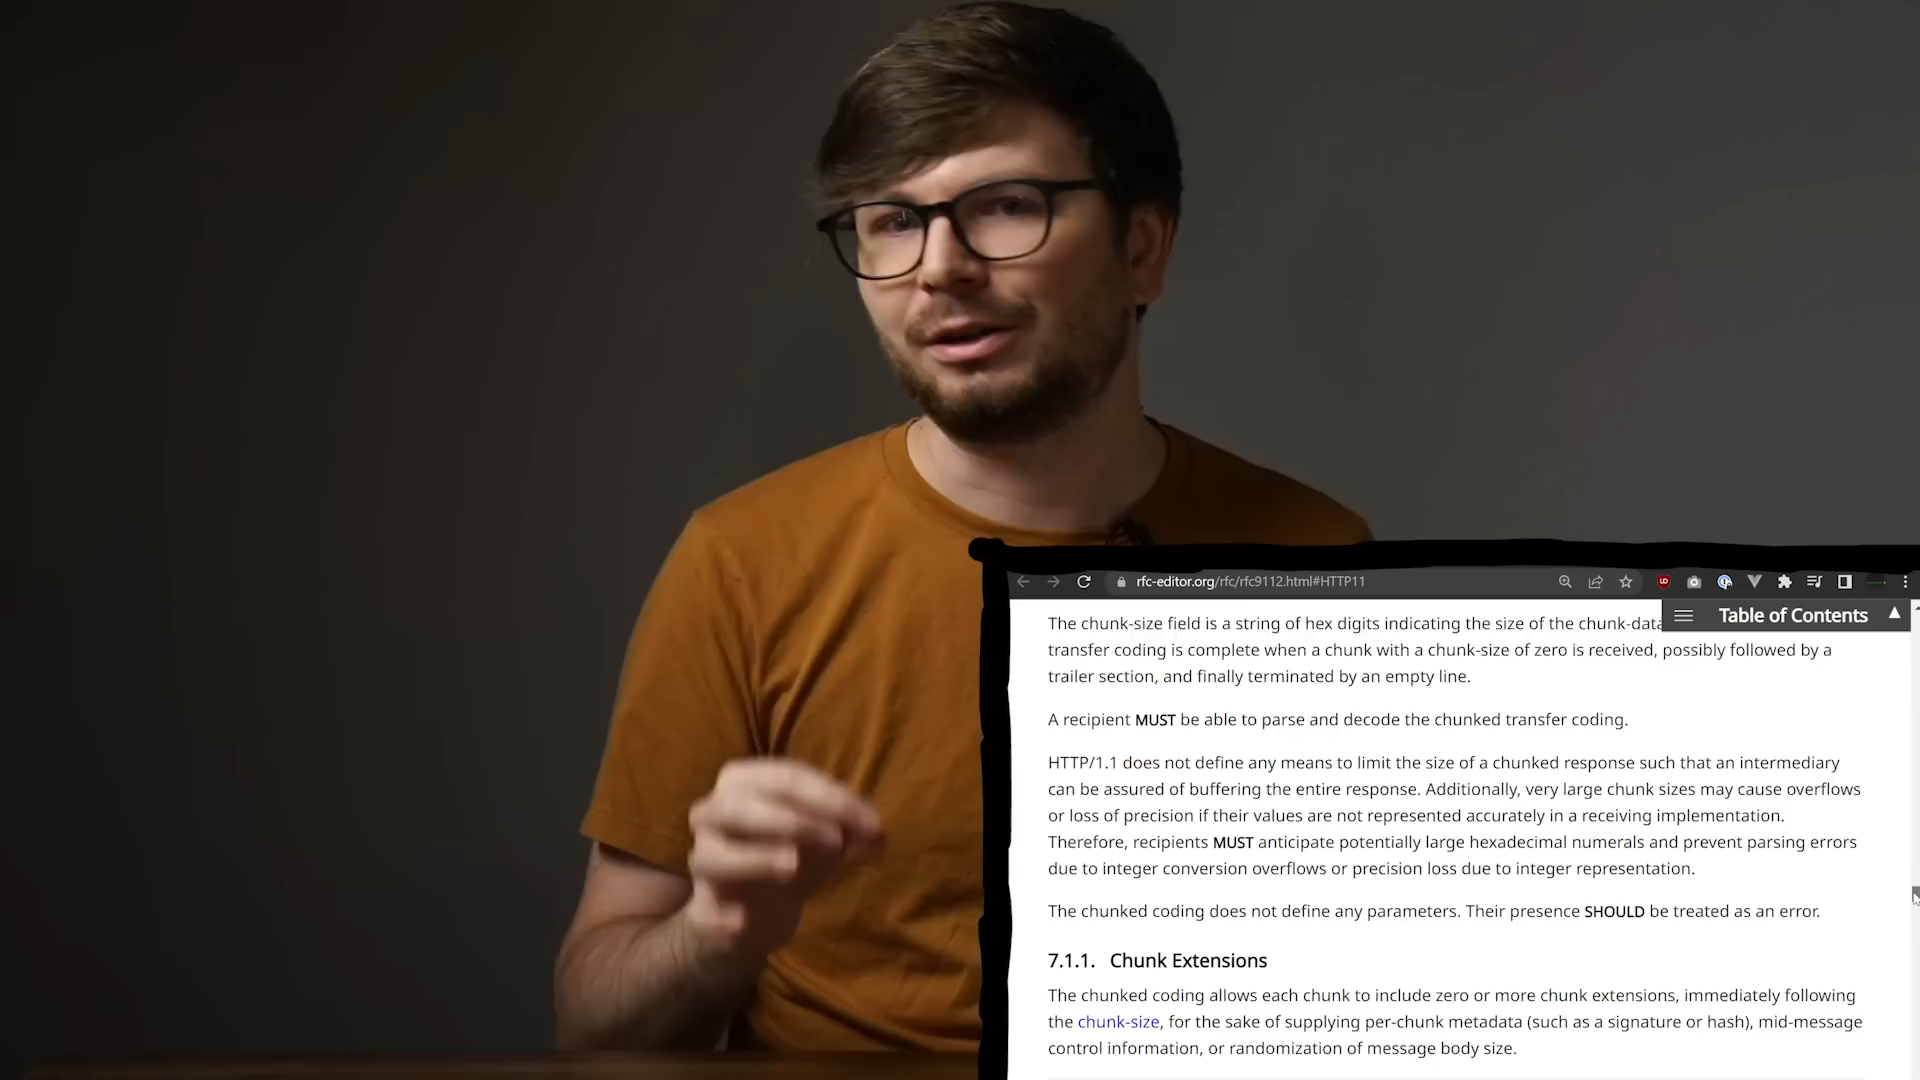 rfc-editor.org/rfc/rfc9112.html#HTTP11
Table of Contents
The chunk-size field is a string of hex digits indicating the size of the chunk-data
transfer coding is complete when a chunk with a chunk-size of zero is received, possibly followed by a
trailer section, and finally terminated by an empty line.
A recipient MUST be able to parse and decode the chunked transfer coding.
HTTP/1.1 does not define any means to limit the size of a chunked response such that an intermediary
can be assured of buffering the entire response. Additionally, very large chunk sizes may cause overflows
or loss of precision if their values are not represented accurately in a receiving implementation.
Therefore, recipients MUST anticipate potentially large hexadecimal numerals and prevent parsing errors
due to integer conversion overflows or precision loss due to integer representation.
The chunked coding does not define any parameters. Their presence SHOULD be treated as an error.
7.1.1. Chunk Extensions
The chunked coding allows each chunk to include zero or more chunk extensions, immediately following
the chunk-size, for the sake of supplying per-chunk metadata (such as a signature or hash), mid-message
control information, or randomization of message body size.